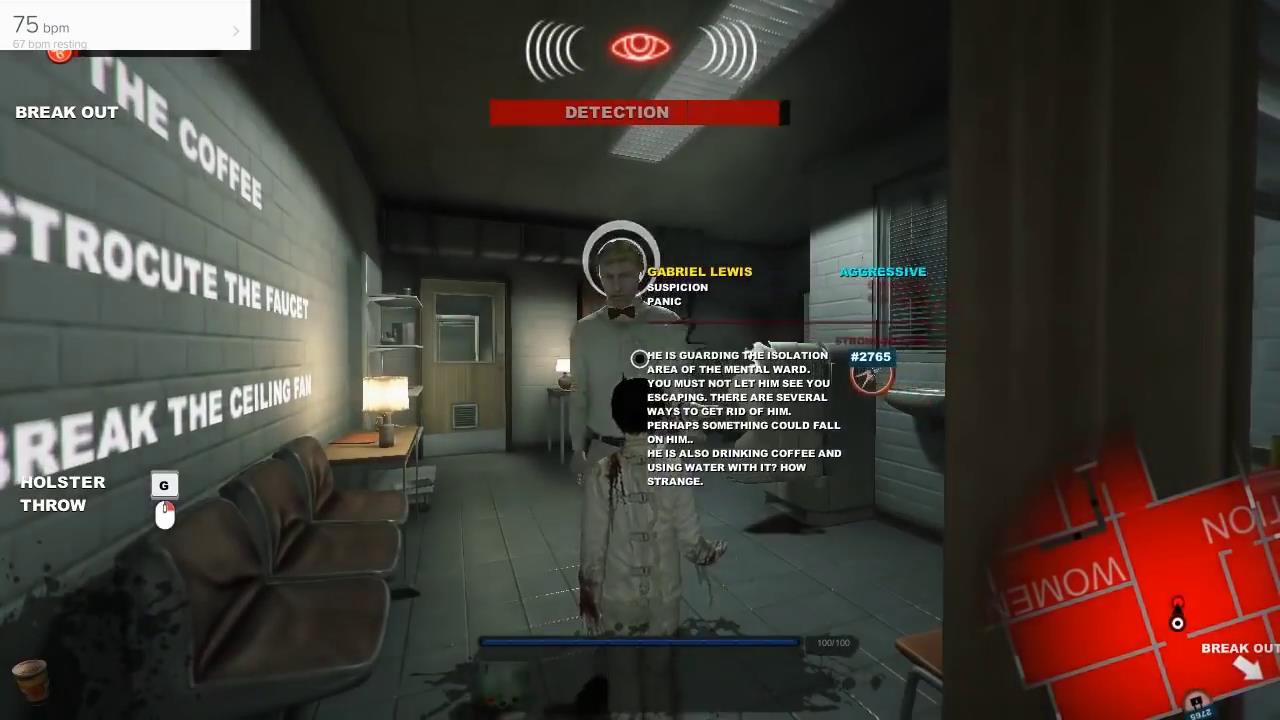 75 bpm
67 bpm resting
BREAK OUT
DETECTION
THE COFFEE
CTROCUTE THE FAUCET
BREAK THE CEILING FAN
GABRIEL LEWIS
AGGRESSIVE
SUSPICION
PANIC
HE IS GUARDING THE ISOLATION
AREA OF THE MENTAL WARD.
YOU MUST NOT LET HIM SEE YOU
ESCAPING. THERE ARE SEVERAL
WAYS TO GET RID OF HIM.
PERHAPS SOMETHING COULD FALL
ON HIM..
HE IS ALSO DRINKING COFFEE AND
USING WATER WITH IT? HOW
STRANGE.
#2765
HOLSTER
G
THROW
100/100
WOMEN
TION
BREAK OUT
2765